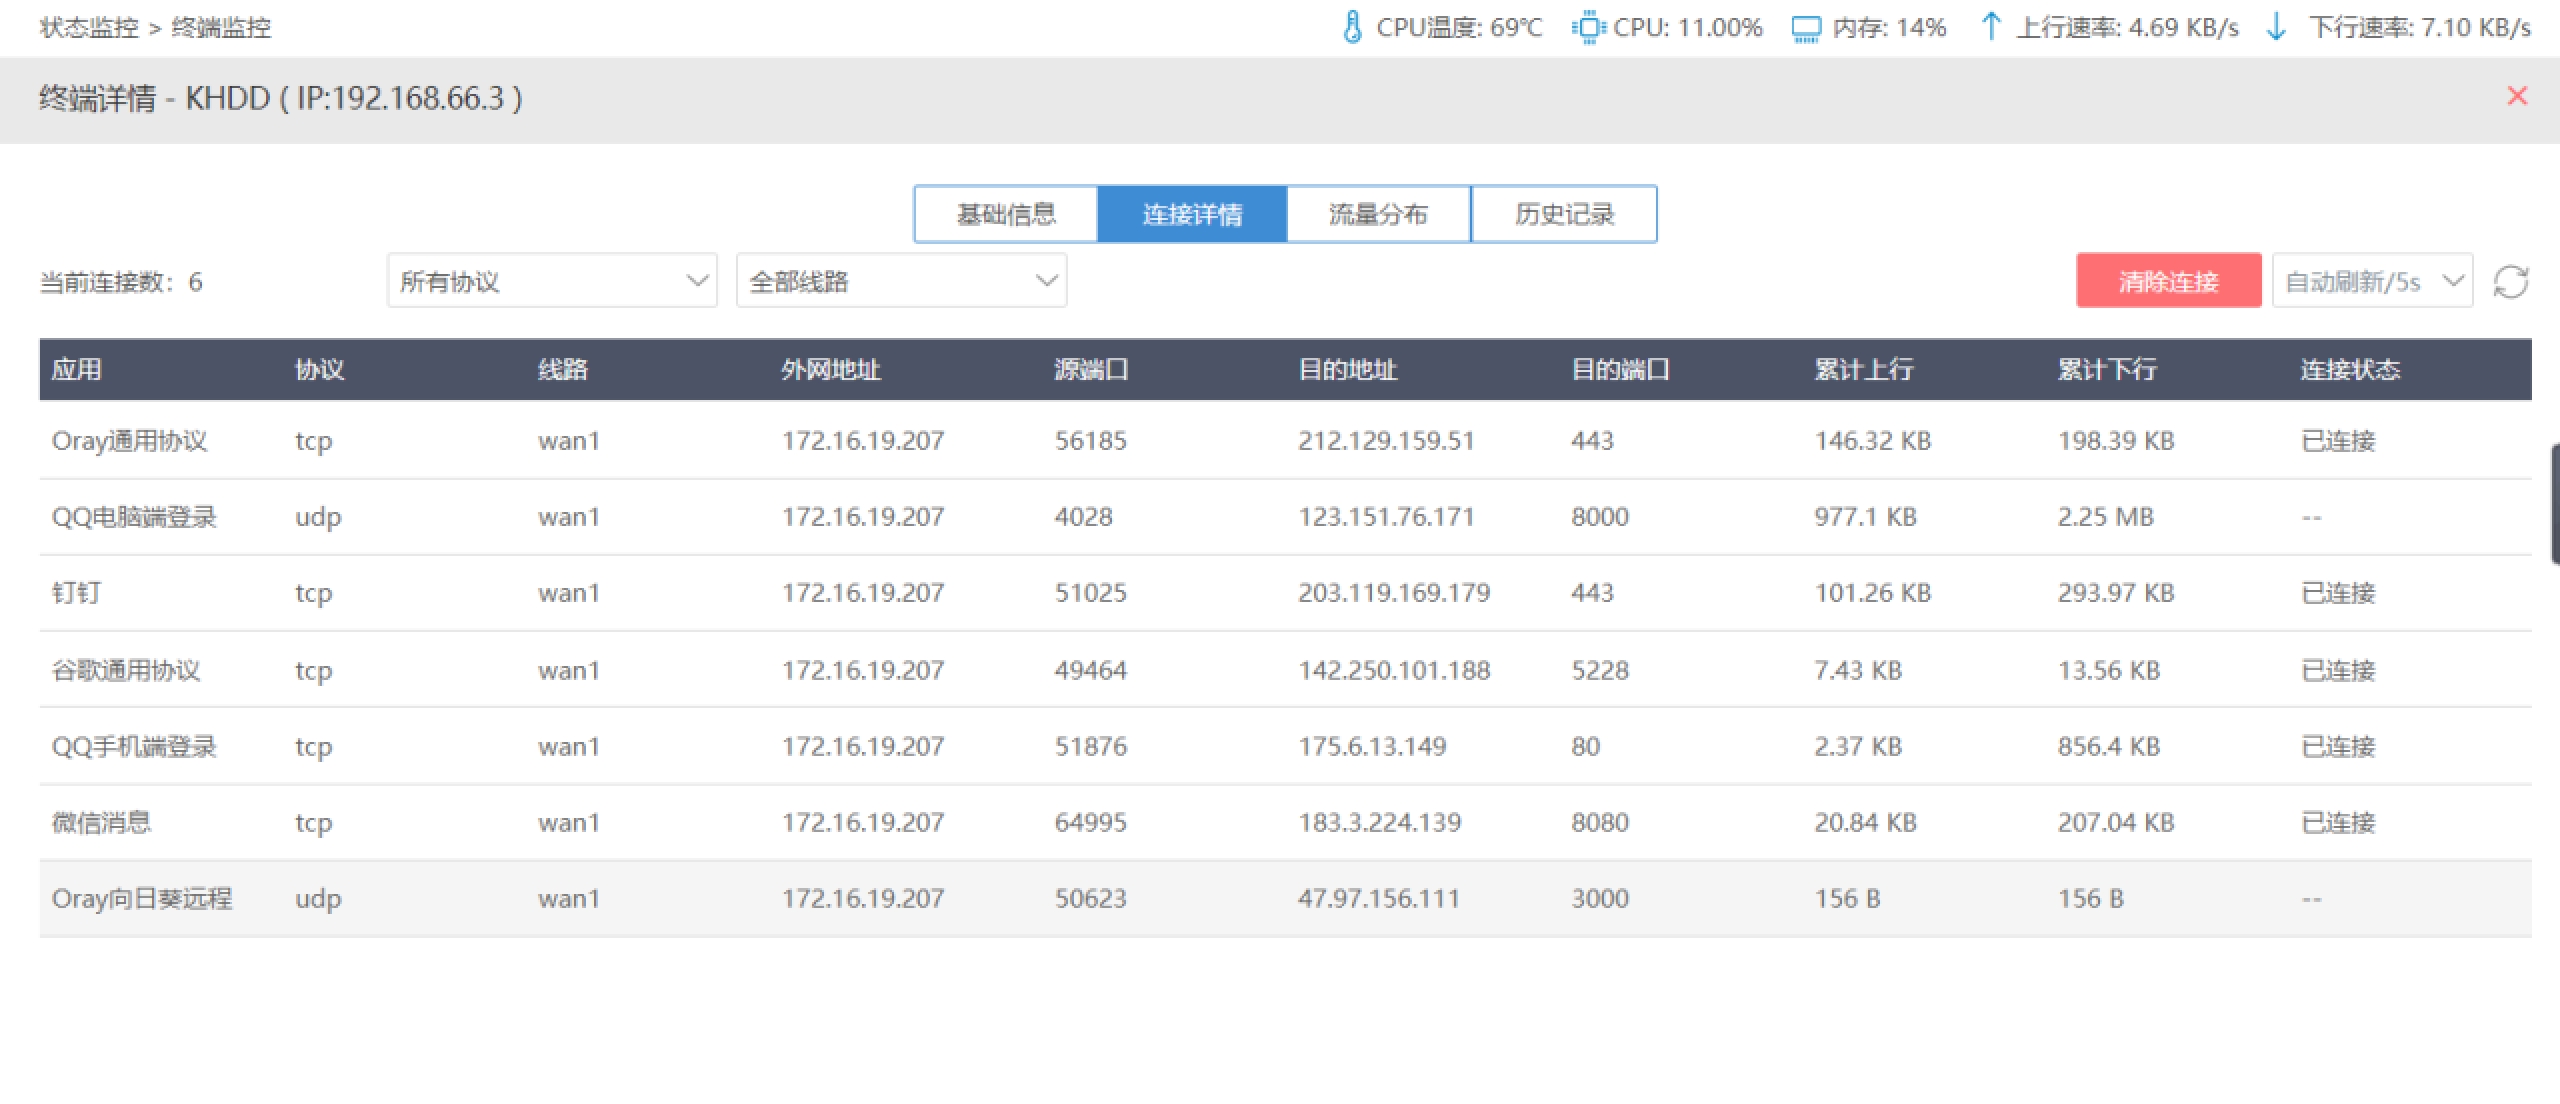 状态监控 > 终端监控 CPU温度: 69℃ CPU: 11.00% 内存: 14% 上行速率: 4.69 KB/s 下行速率: 7.10 KB/s
终端详情 - KHDD ( IP:192.168.66.3 )
基础信息 连接详情 流量分布 历史记录
当前连接数: 6 所有协议 全部线路 清除连接 自动刷新/5s
应用 协议 线路 外网地址 源端口 目的地址 目的端口 累计上行 累计下行 连接状态
Oray通用协议 tcp wan1 172.16.19.207 56185 212.129.159.51 443 146.32 KB 198.39 KB 已连接
QQ电脑端登录 udp wan1 172.16.19.207 4028 123.151.76.171 8000 977.1 KB 2.25 MB --
钉钉 tcp wan1 172.16.19.207 51025 203.119.169.179 443 101.26 KB 293.97 KB 已连接
谷歌通用协议 tcp wan1 172.16.19.207 49464 142.250.101.188 5228 7.43 KB 13.56 KB 已连接
QQ手机端登录 tcp wan1 172.16.19.207 51876 175.6.13.149 80 2.37 KB 856.4 KB 已连接
微信消息 tcp wan1 172.16.19.207 64995 183.3.224.139 8080 20.84 KB 207.04 KB 已连接
Oray向日葵远程 udp wan1 172.16.19.207 50623 47.97.156.111 3000 156 B 156 B --